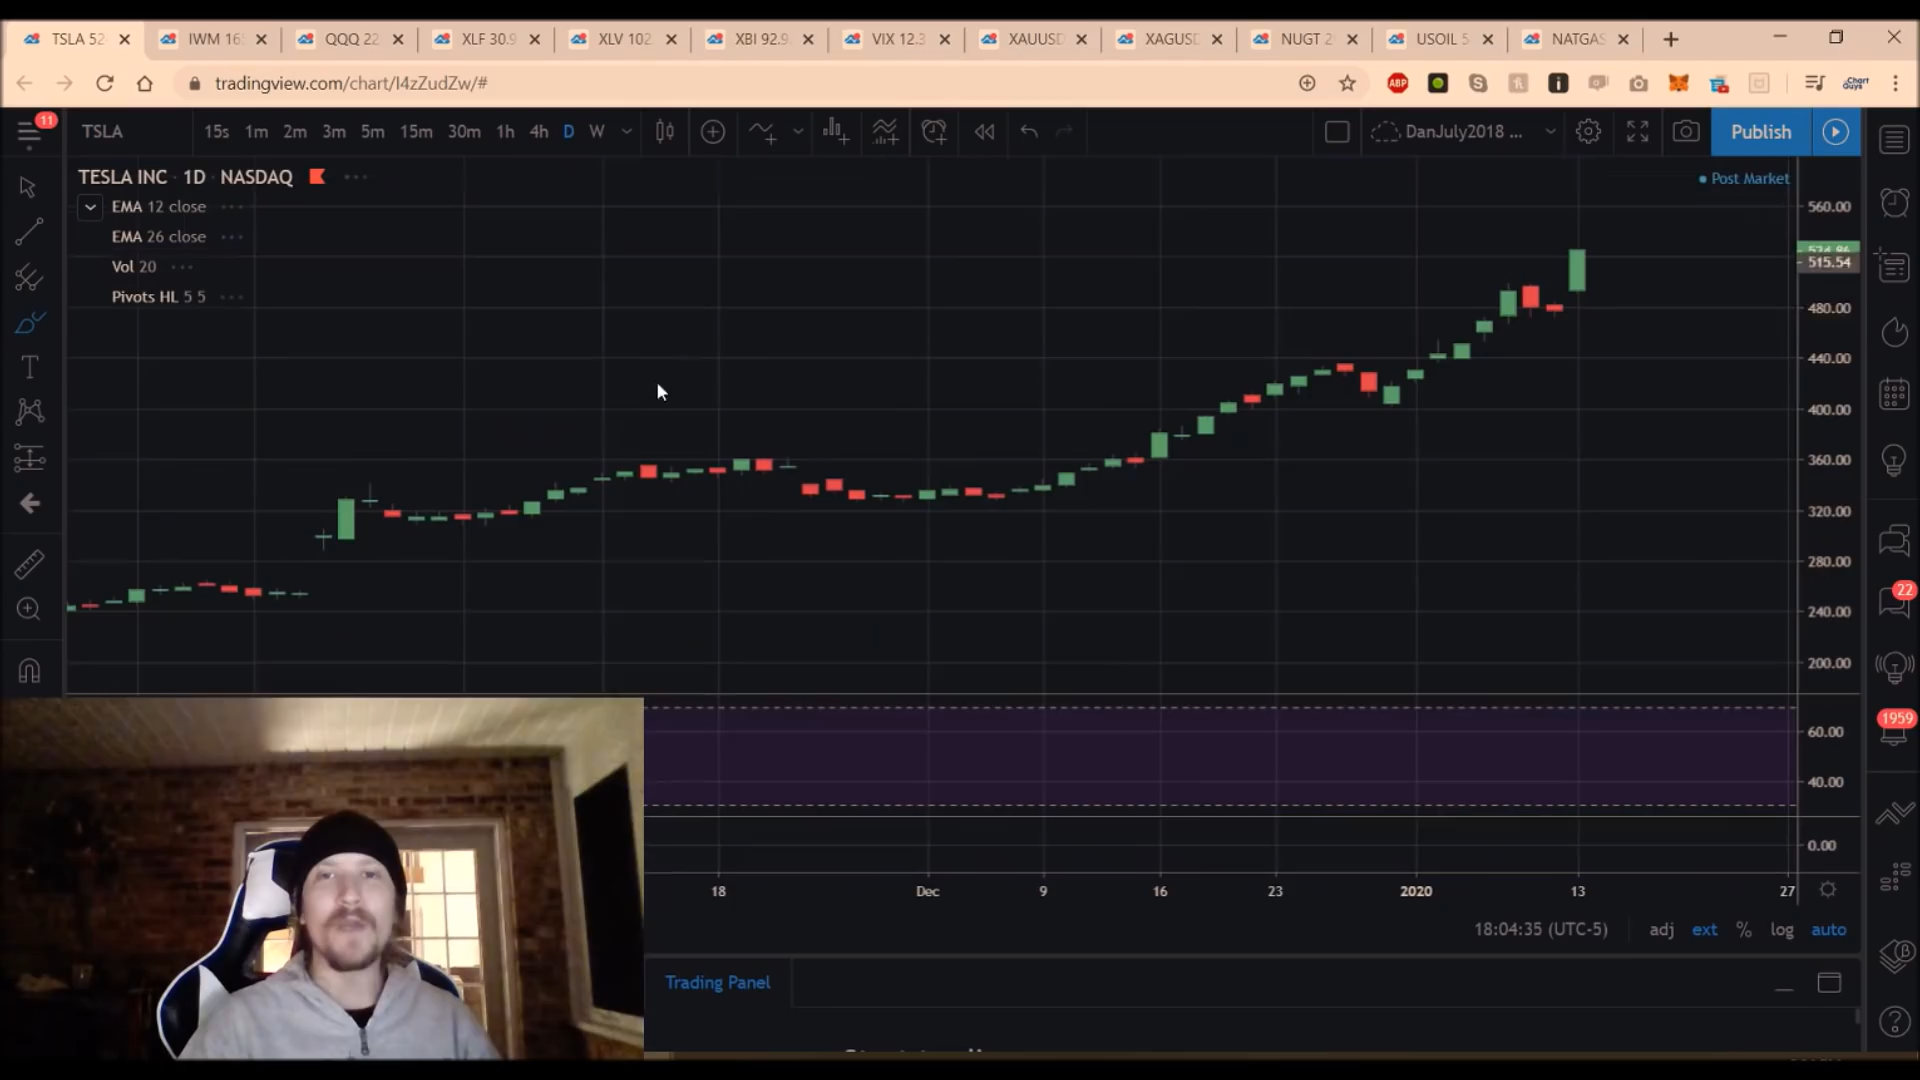 TSLA 52 IWM 16 QQQ 22 XLF 30.9 XLV 102 XBI 92.9 VIX 12.3 XAUUSD XAGUSD NUGT 2 USOIL 5 NATGAS
tradingview.com/chart/I4zZudZw/#
ABP Chart Guys
11 TSLA 15s 1m 2m 3m 5m 15m 30m 1h 4h D W DanJuly2018 ... Publish
TESLA INC · 1D · NASDAQ
Post Market
EMA 12 close
EMA 26 close
Vol 20
Pivots HL 5 5
560.00
524.86
515.54
480.00
440.00
400.00
360.00
320.00
280.00
240.00
200.00
60.00
40.00
0.00
22
1959
18 Dec 9 16 23 2020 13 27
18:04:35 (UTC-5) adj ext % log auto
Trading Panel